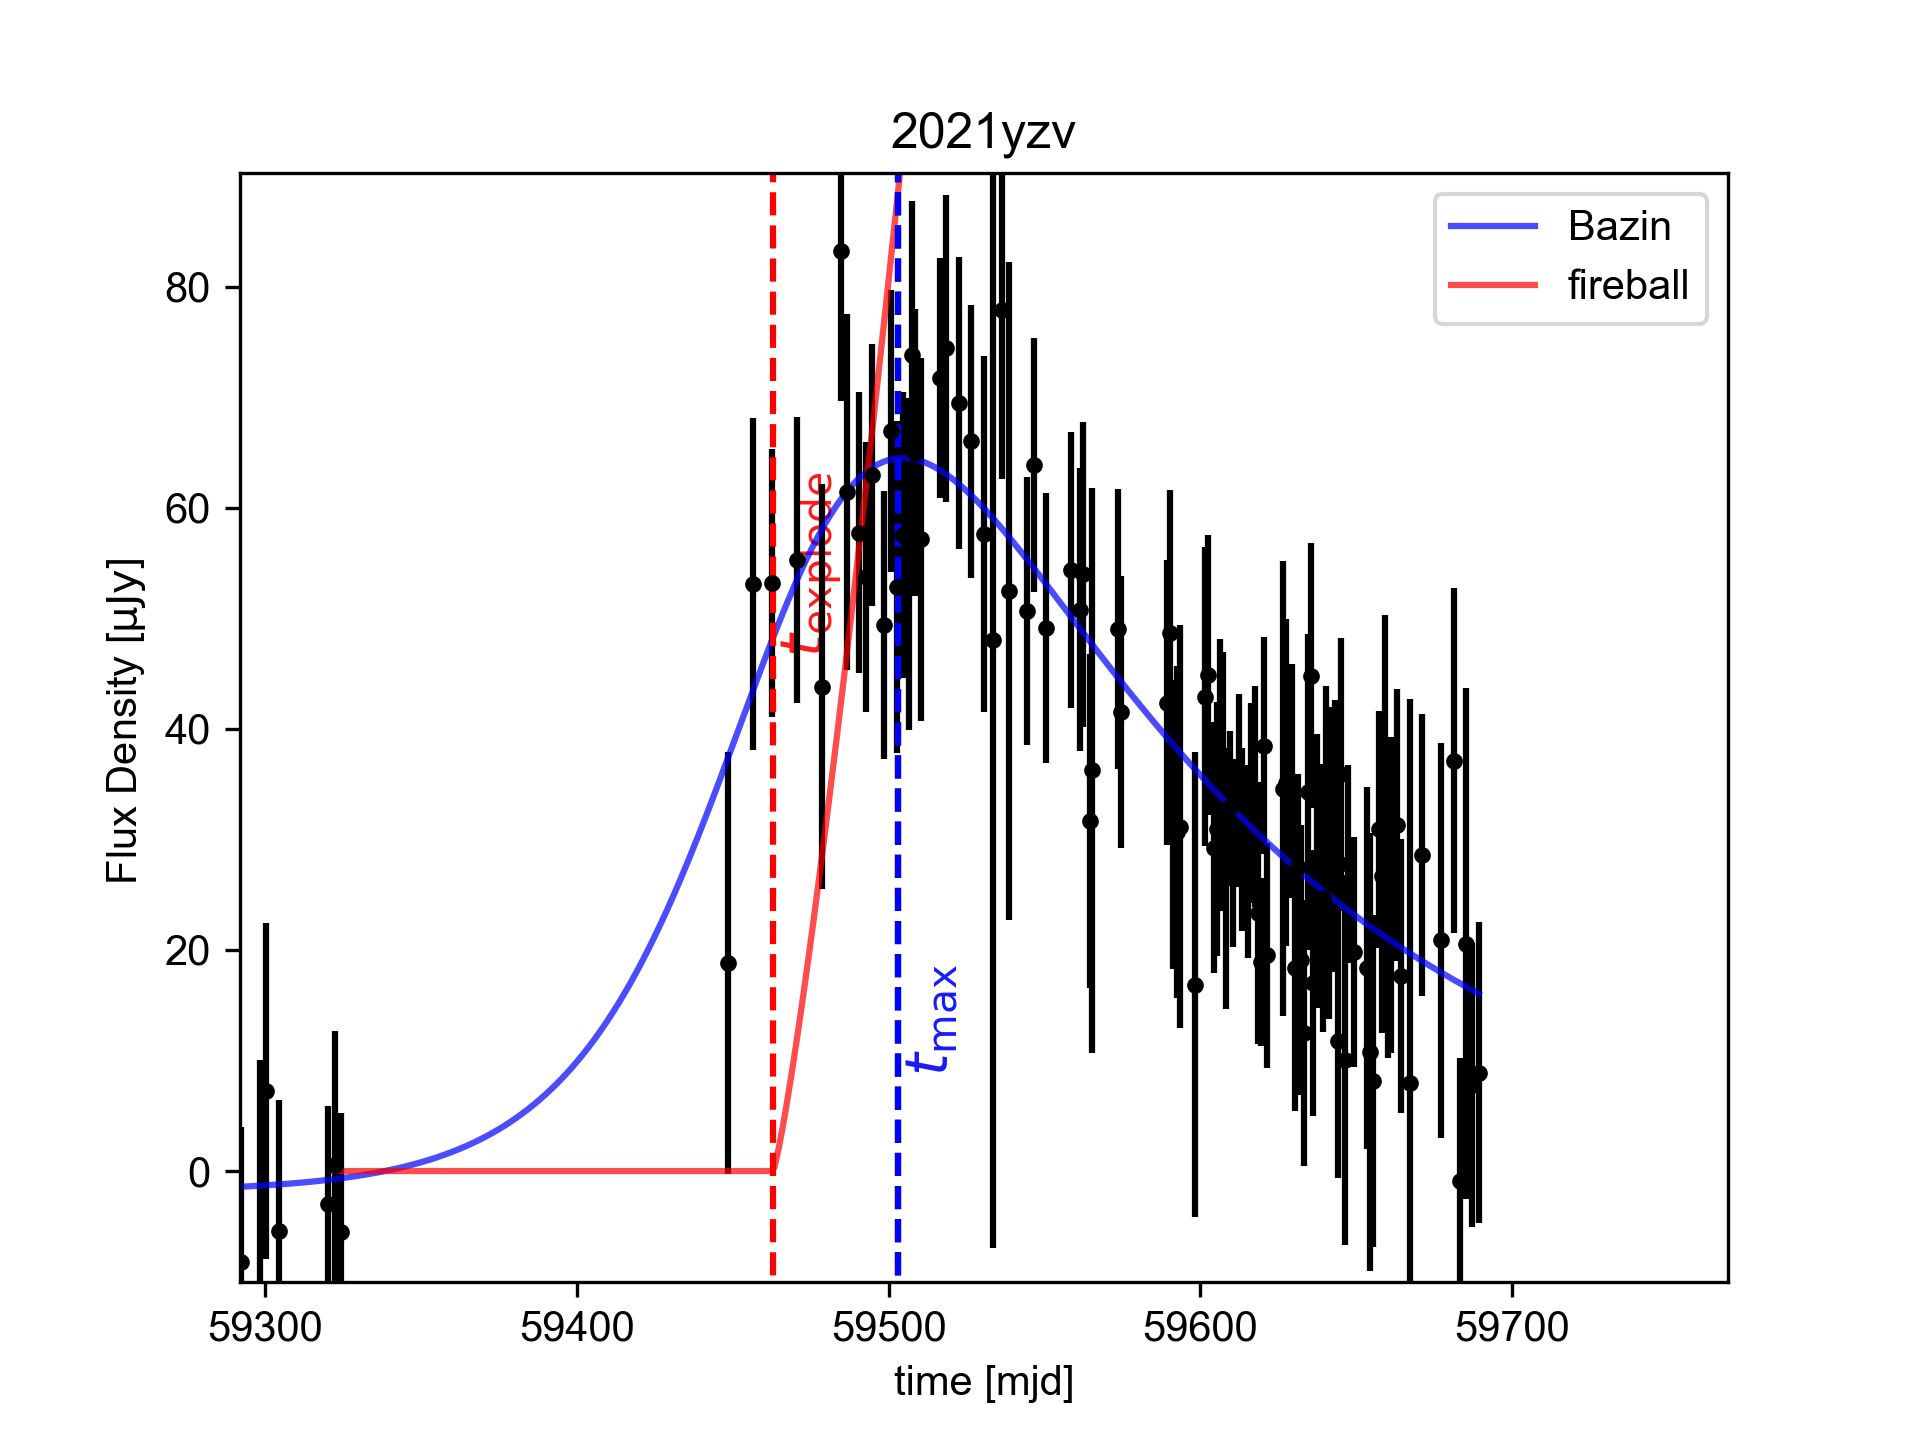 2021yzv
Bazin
fireball
Flux Density [µJy]
80
60
40
20
0
t_explode
t_max
59300
59400
59500
59600
59700
time [mjd]